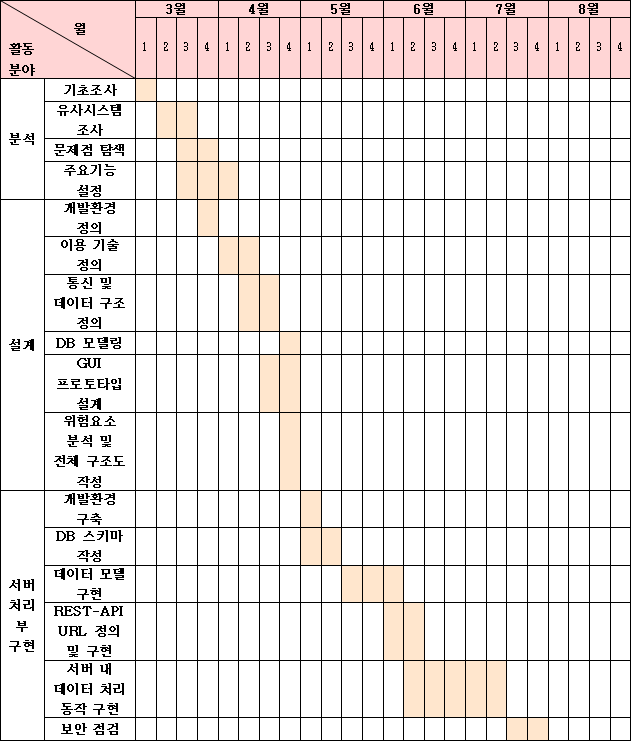 월
활동
분야
3월 4월 5월 6월 7월 8월
1 2 3 4 1 2 3 4 1 2 3 4 1 2 3 4 1 2 3 4 1 2 3 4
분석
기초조사
유사시스템
조사
문제점 탐색
주요기능
설정
설계
개발환경
정의
이용 기술
정의
통신 및
데이터 구조
정의
DB 모델링
GUI
프로토타입
설계
위험요소
분석 및
전체 구조도
작성
서버
처리
부
구현
개발환경
구축
DB 스키마
작성
데이터 모델
구현
REST-API
URL 정의
및 구현
서버 내
데이터 처리
동작 구현
보안 점검